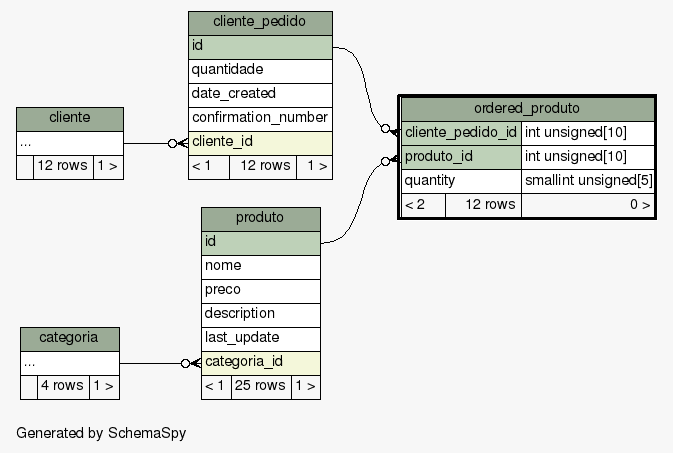 cliente_pedido
id
quantidade
date_created
confirmation_number
cliente_id
< 1 12 rows 1 >
cliente
...
12 rows 1 >
ordered_produto
cliente_pedido_id int unsigned[10]
produto_id int unsigned[10]
quantity smallint unsigned[5]
< 2 12 rows 0 >
produto
id
nome
preco
description
last_update
categoria_id
< 1 25 rows 1 >
categoria
...
4 rows 1 >
Generated by SchemaSpy